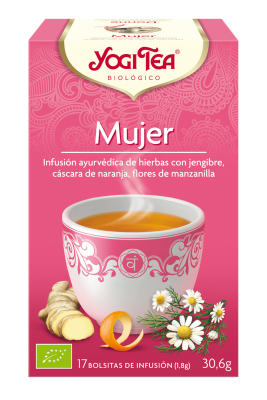 YOGI TEA
BIOLÓGICO
Mujer
Infusión ayurvédica de hierbas con jengibre,
cáscara de naranja, flores de manzanilla
17 BOLSITAS DE INFUSIÓN (1,8g)
30,6g